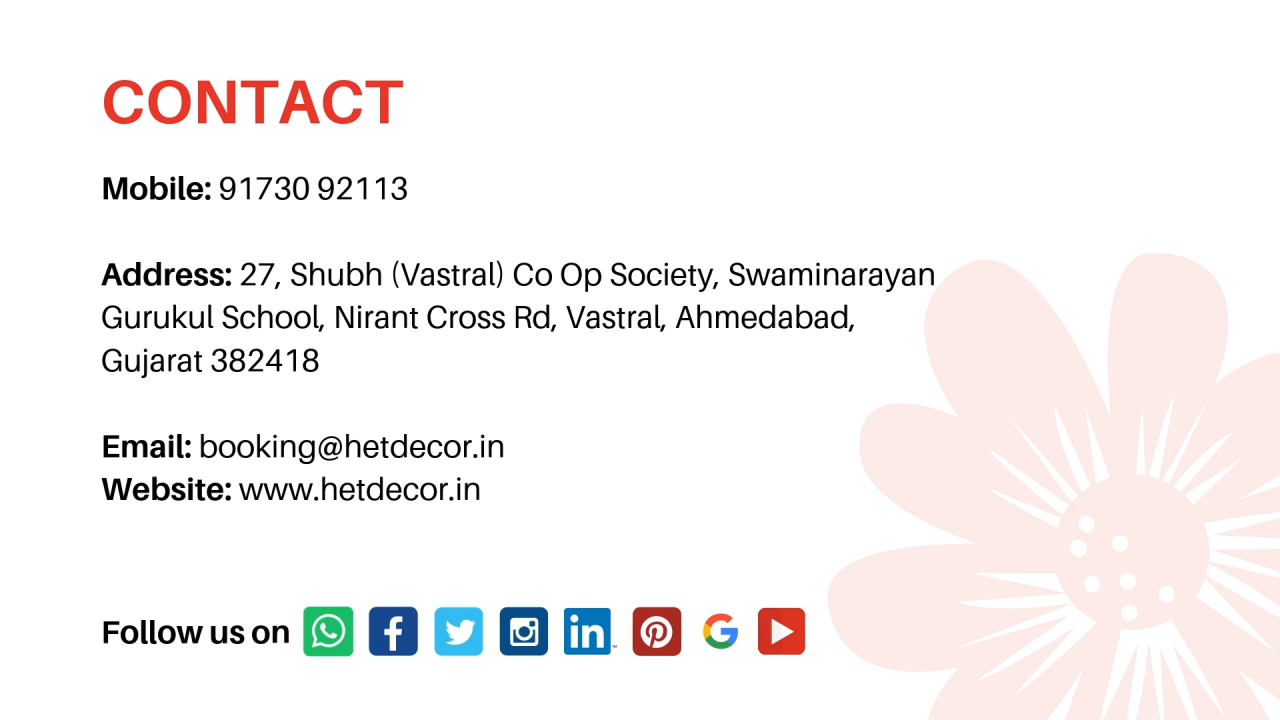 CONTACT
Mobile: 91730 92113
Address: 27, Shubh (Vastral) Co Op Society, Swaminarayan
Gurukul School, Nirant Cross Rd, Vastral, Ahmedabad,
Gujarat 382418
Email: booking@hetdecor.in
Website: www.hetdecor.in
Follow us on